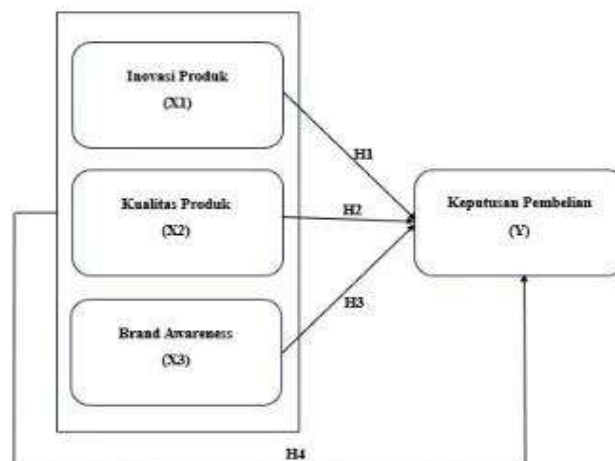 Inovasi Produk
(X1)
H1
Kualitas Produk
(X2)
H2
Keputusan Pembelian
(Y)
H3
Brand Awareness
(X3)
H4